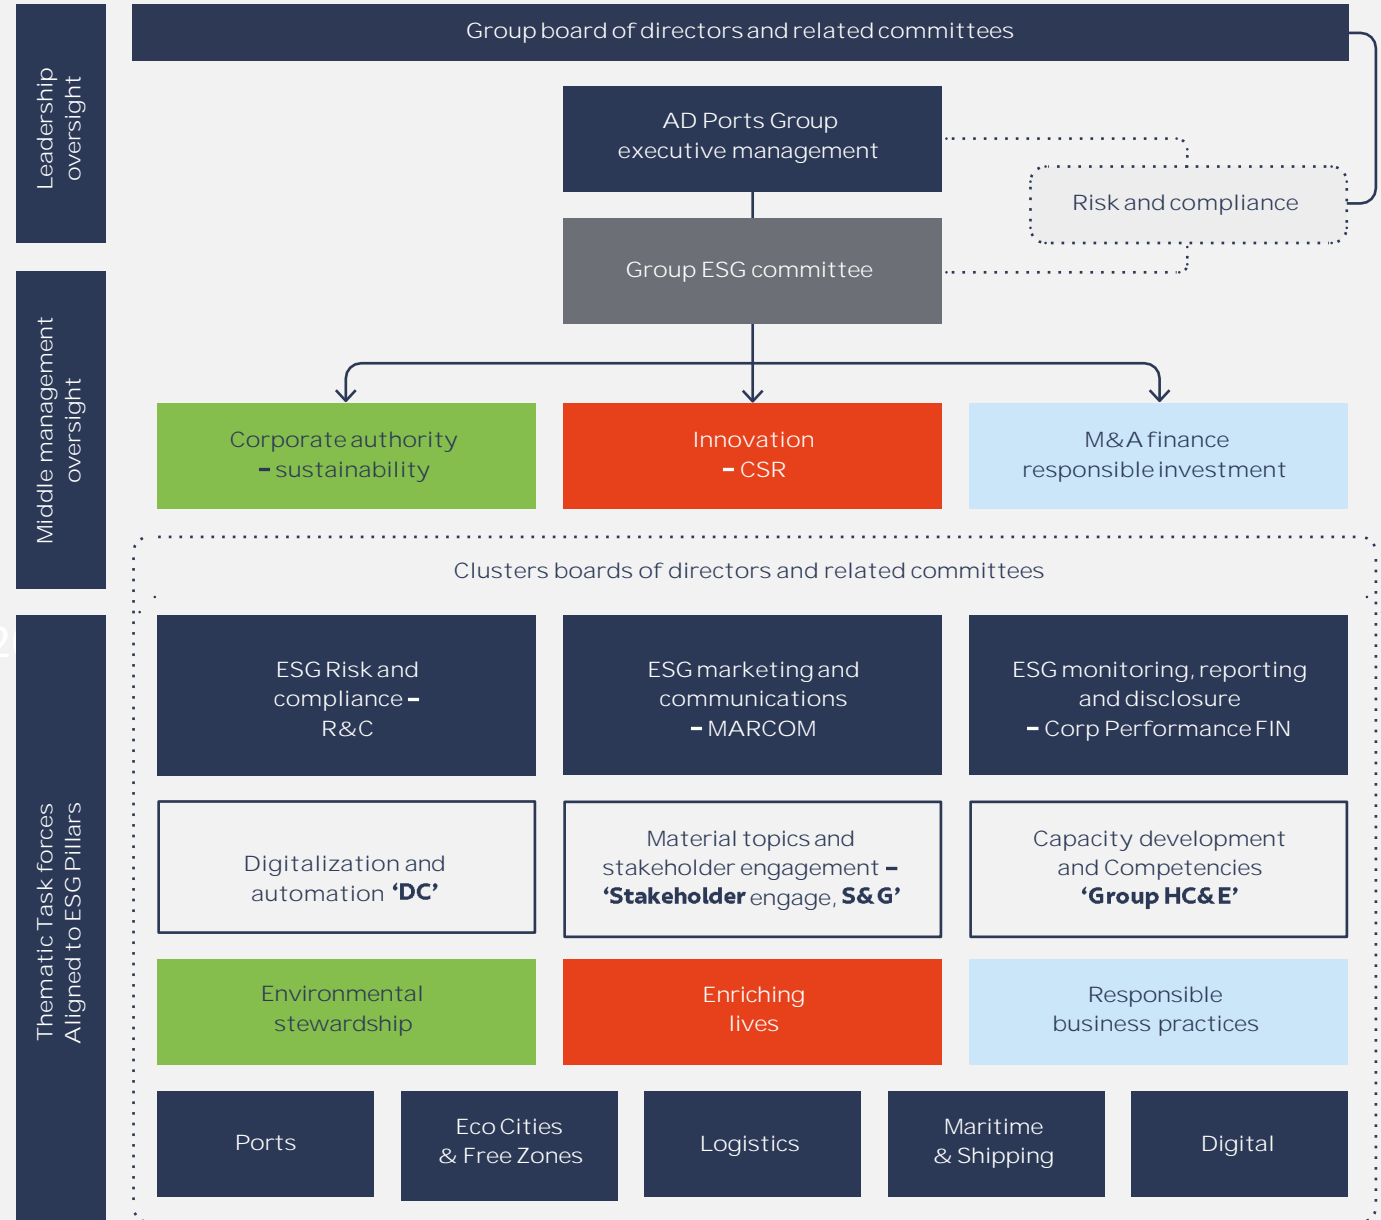 Leadership
oversight
Group board of directors and related committees
AD Ports Group
executive management
Risk and compliance
Group ESG committee
Middle management
oversight
Corporate authority
– sustainability
Innovation
– CSR
M&A finance
responsible investment
Clusters boards of directors and related committees
Thematic Task forces
Aligned to ESG Pillars
ESG Risk and
compliance –
R&C
ESG marketing and
communications
– MARCOM
ESG monitoring, reporting
and disclosure
– Corp Performance FIN
Digitalization and
automation ‘DC’
Material topics and
stakeholder engagement –
‘Stakeholder engage, S&G’
Capacity development
and Competencies
‘Group HC&E’
Environmental
stewardship
Enriching
lives
Responsible
business practices
Ports
Eco Cities
& Free Zones
Logistics
Maritime
& Shipping
Digital